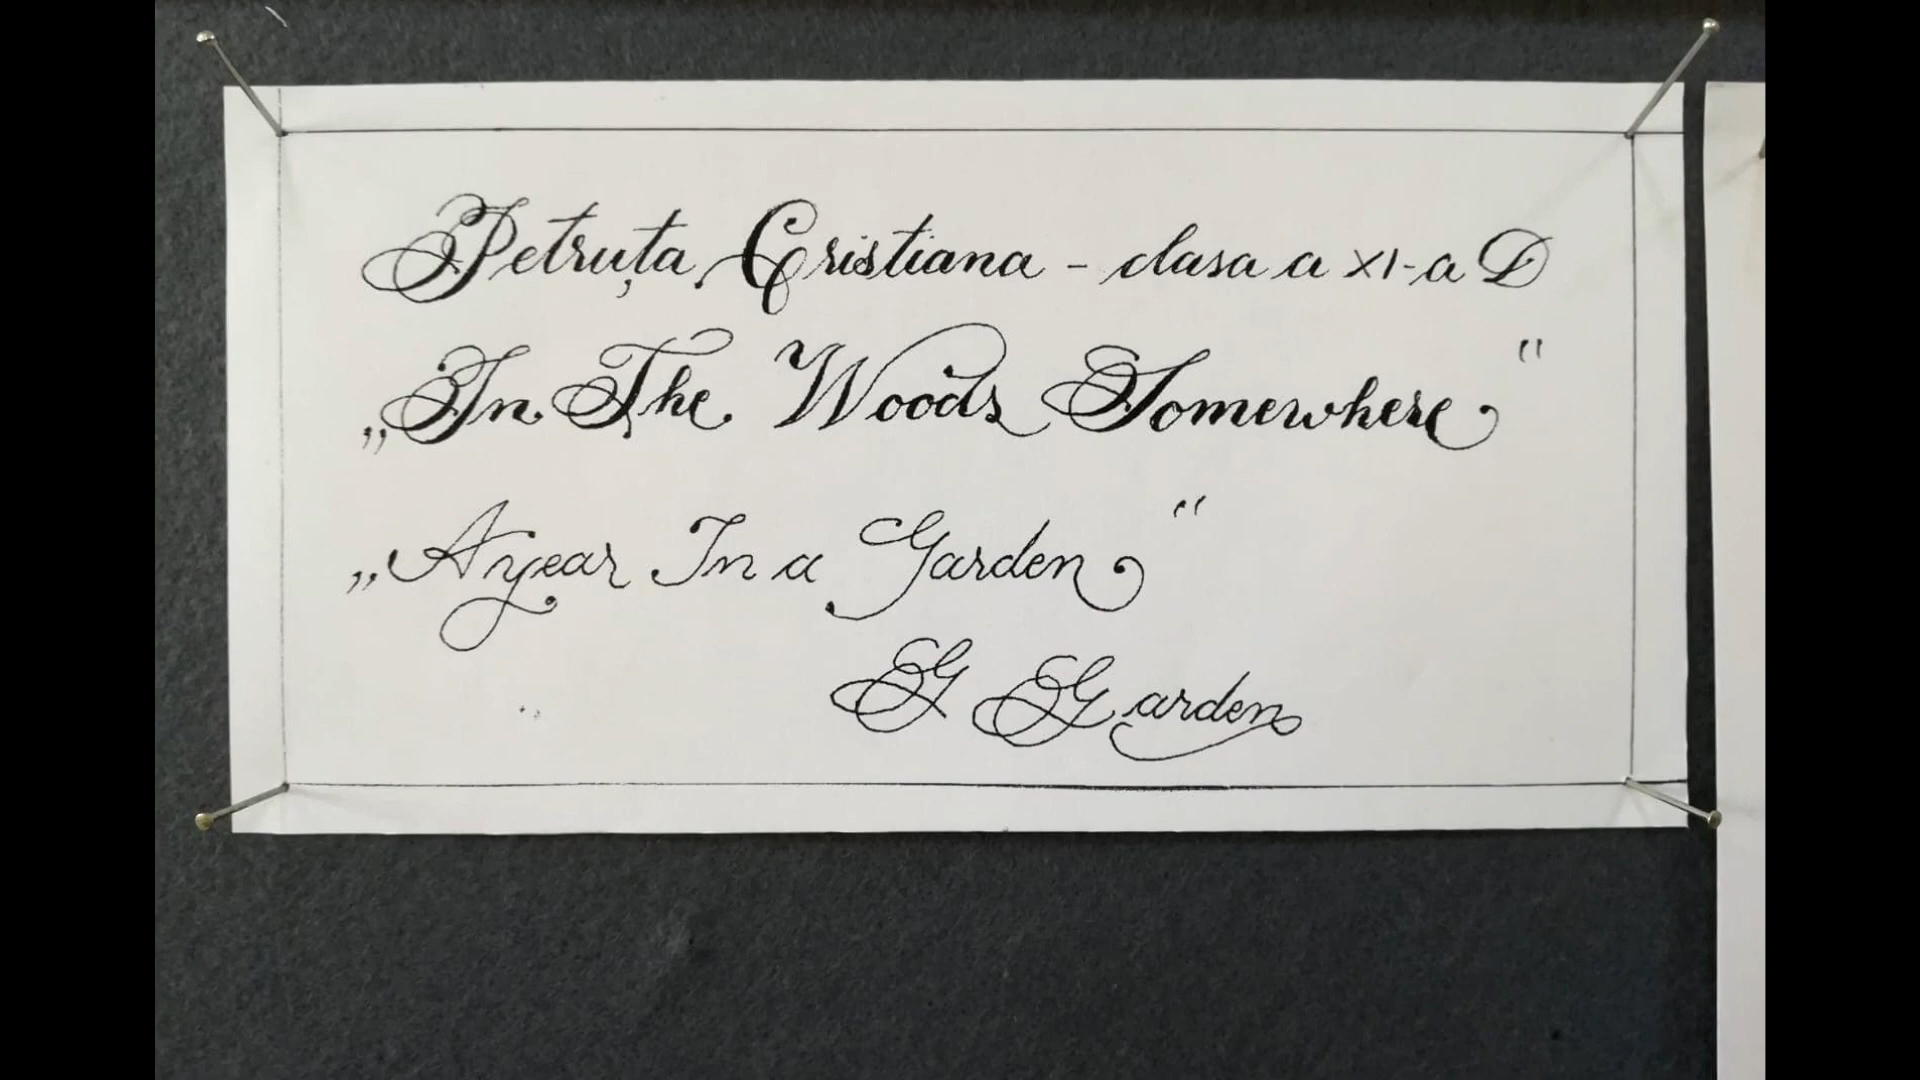 Petruța Cristiana - clasa a XI-a D
„In The Woods Somewhere“
„A year In a Garden“
G Garden